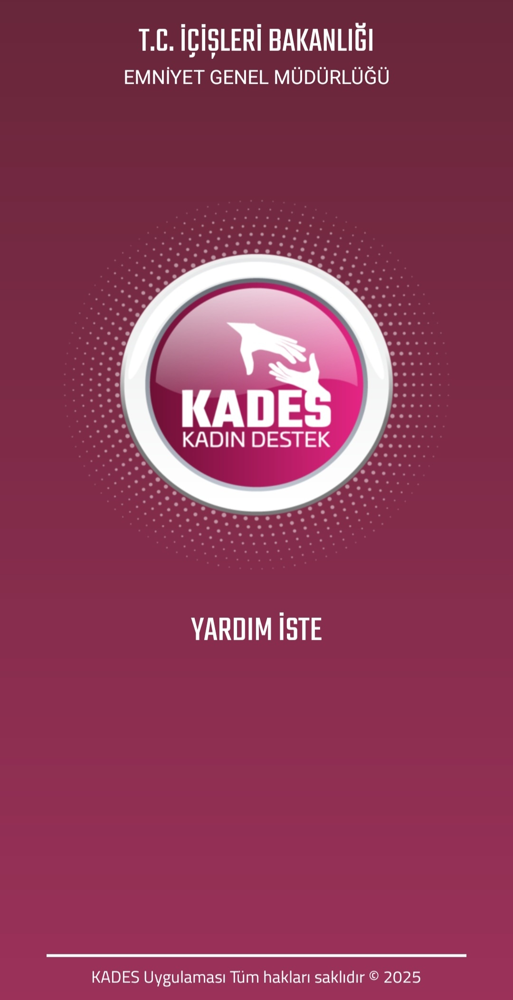 T.C. İÇİŞLERİ BAKANLIĞI
EMNİYET GENEL MÜDÜRLÜĞÜ
KADES
KADIN DESTEK
YARDIM İSTE
KADES Uygulaması Tüm hakları saklıdır © 2025